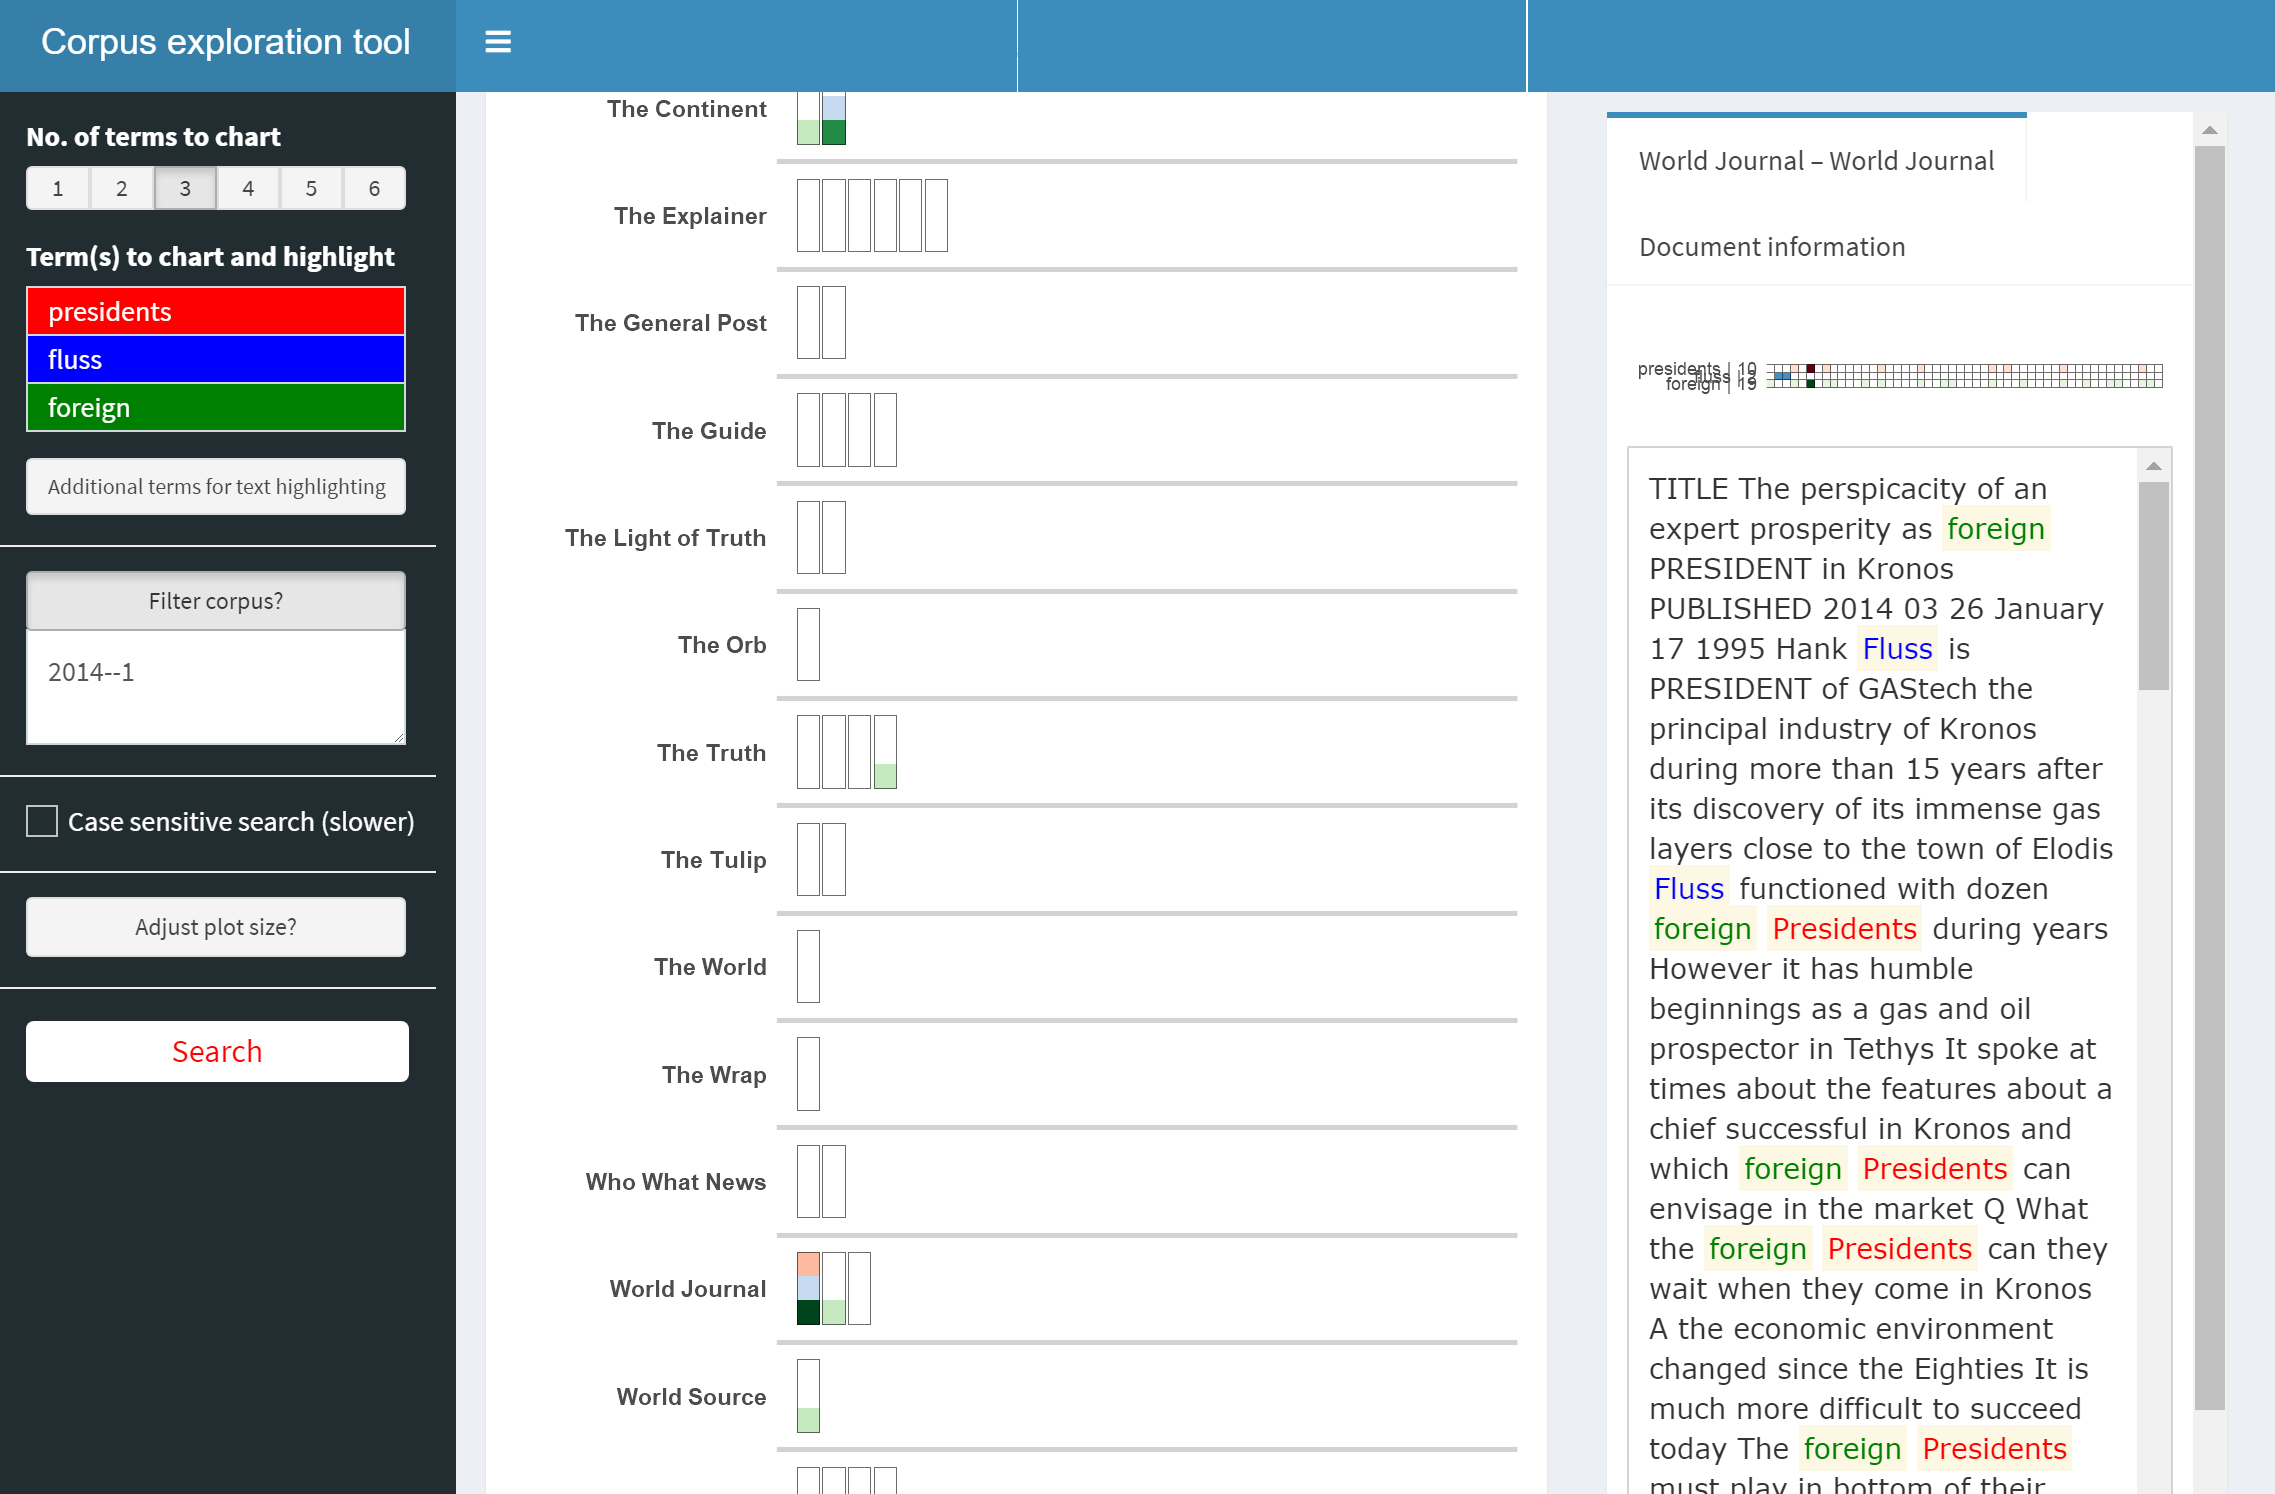 Corpus exploration tool
No. of terms to chart
1 2 3 4 5 6
Term(s) to chart and highlight
presidents
fluss
foreign
Additional terms for text highlighting
Filter corpus?
2014--1
Case sensitive search (slower)
Adjust plot size?
Search
The Continent
The Explainer
The General Post
The Guide
The Light of Truth
The Orb
The Truth
The Tulip
The World
The Wrap
Who What News
World Journal
World Source
World Journal – World Journal
Document information
presidents | 10
fluss | 2
foreign | 19
TITLE The perspicacity of an
expert prosperity as foreign
PRESIDENT in Kronos
PUBLISHED 2014 03 26 January
17 1995 Hank Fluss is
PRESIDENT of GAStech the
principal industry of Kronos
during more than 15 years after
its discovery of its immense gas
layers close to the town of Elodis
Fluss functioned with dozen
foreign Presidents during years
However it has humble
beginnings as a gas and oil
prospector in Tethys It spoke at
times about the features about a
chief successful in Kronos and
which foreign Presidents can
envisage in the market Q What
the foreign Presidents can they
wait when they come in Kronos
A the economic environment
changed since the Eighties It is
much more difficult to succeed
today The foreign Presidents
must play in bottom of their